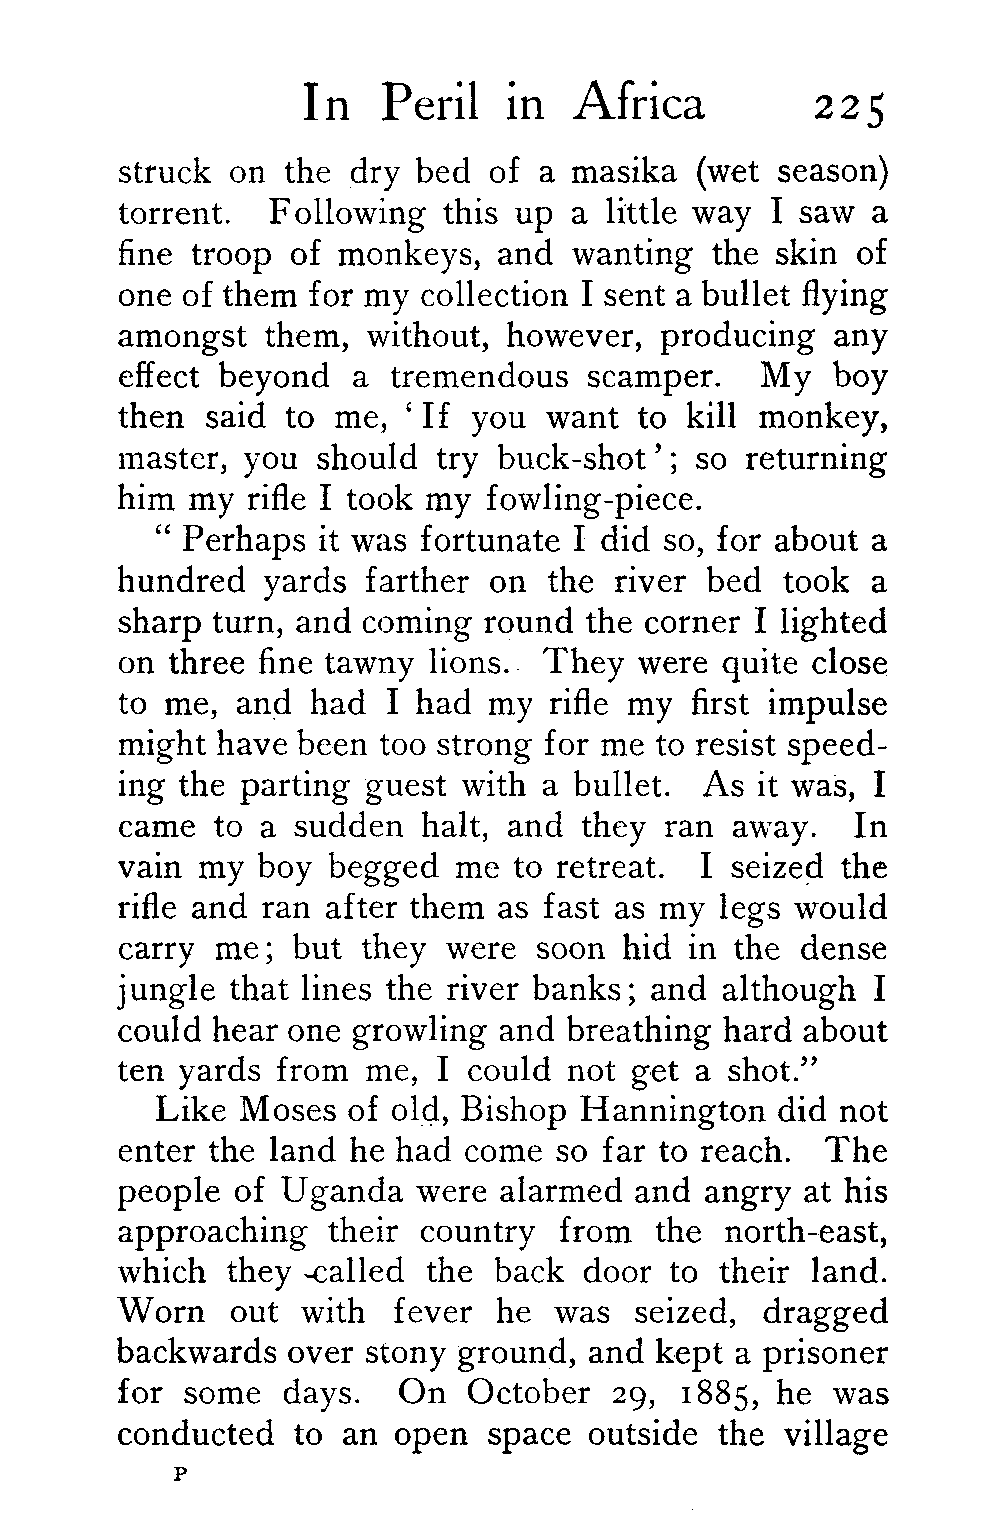 In Peril in Africa 225
struck on the dry bed of a masika (wet season)
torrent. Following this up a little way I saw a
fine troop of monkeys, and wanting the skin of
one of them for my collection I sent a bullet flying
amongst them, without, however, producing any
effect beyond a tremendous scamper. My boy
then said to me, ‘If you want to kill monkey,
master, you should try buck-shot’; so returning
him my rifle I took my fowling-piece.
“Perhaps it was fortunate I did so, for about a
hundred yards farther on the river bed took a
sharp turn, and coming round the corner I lighted
on three fine tawny lions. They were quite close
to me, and had I had my rifle my first impulse
might have been too strong for me to resist speed-
ing the parting guest with a bullet. As it was, I
came to a sudden halt, and they ran away. In
vain my boy begged me to retreat. I seized the
rifle and ran after them as fast as my legs would
carry me; but they were soon hid in the dense
jungle that lines the river banks; and although I
could hear one growling and breathing hard about
ten yards from me, I could not get a shot.”
Like Moses of old, Bishop Hannington did not
enter the land he had come so far to reach. The
people of Uganda were alarmed and angry at his
approaching their country from the north-east,
which they called the back door to their land.
Worn out with fever he was seized, dragged
backwards over stony ground, and kept a prisoner
for some days. On October 29, 1885, he was
conducted to an open space outside the village
P